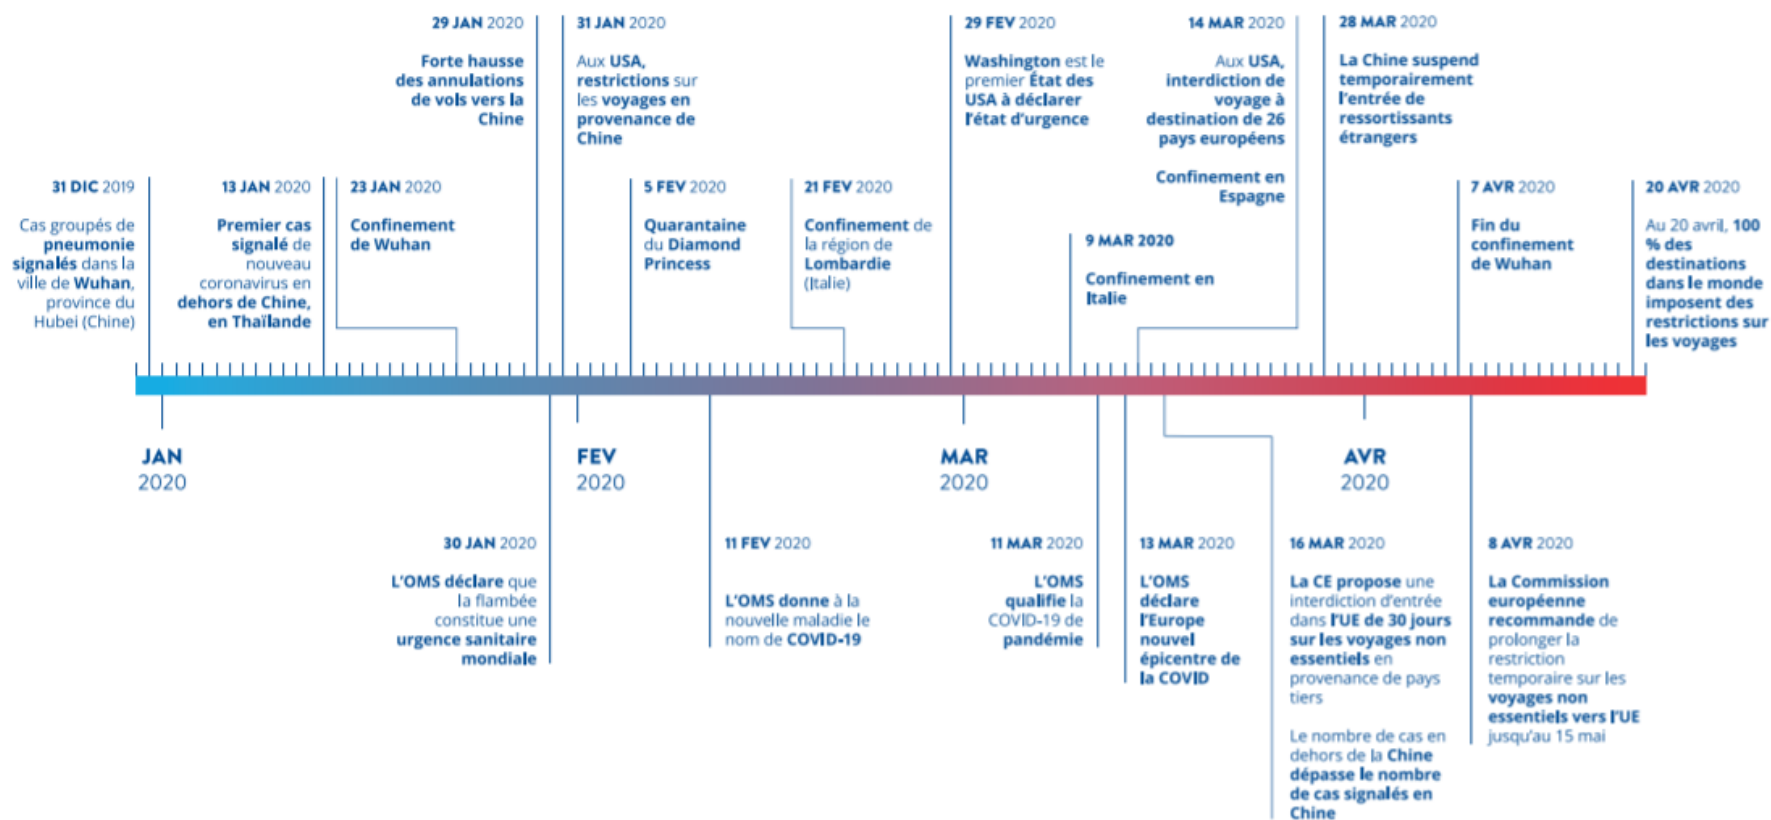 29 JAN 2020
Forte hausse
des annulations
de vols vers la
Chine
31 JAN 2020
Aux USA,
restrictions sur
les voyages en
provenance de
Chine
29 FEV 2020
Washington est le
premier État des
USA à déclarer
l'état d'urgence
14 MAR 2020
Aux USA,
interdiction de
voyage à
destination de 26
pays européens
Confinement en
Espagne
28 MAR 2020
La Chine suspend
temporairement
l'entrée de
ressortissants
étrangers
31 DIC 2019
Cas groupés de
pneumonie
signalés dans la
ville de Wuhan,
province du
Hubei (Chine)
13 JAN 2020
Premier cas
signalé de
nouveau
coronavirus en
dehors de Chine,
en Thaïlande
23 JAN 2020
Confinement
de Wuhan
5 FEV 2020
Quarantaine
du Diamond
Princess
21 FEV 2020
Confinement de
la région de
Lombardie
(Italie)
9 MAR 2020
Confinement en
Italie
7 AVR 2020
Fin du
confinement
de Wuhan
20 AVR 2020
Au 20 avril, 100
% des
destinations
dans le monde
imposent des
restrictions sur
les voyages
JAN
2020
FEV
2020
MAR
2020
AVR
2020
30 JAN 2020
L'OMS déclare que
la flambée
constitue une
urgence sanitaire
mondiale
11 FEV 2020
L'OMS donne à la
nouvelle maladie le
nom de COVID-19
11 MAR 2020
L'OMS
qualifie la
COVID-19 de
pandémie
13 MAR 2020
L'OMS
déclare
l'Europe
nouvel
épicentre de
la COVID
16 MAR 2020
La CE propose une
interdiction d'entrée
dans l'UE de 30 jours
sur les voyages non
essentiels en
provenance de pays
tiers
Le nombre de cas en
dehors de la Chine
dépasse le nombre
de cas signalés en
Chine
8 AVR 2020
La Commission
européenne
recommande de
prolonger la
restriction
temporaire sur les
voyages non
essentiels vers l'UE
jusqu'au 15 mai